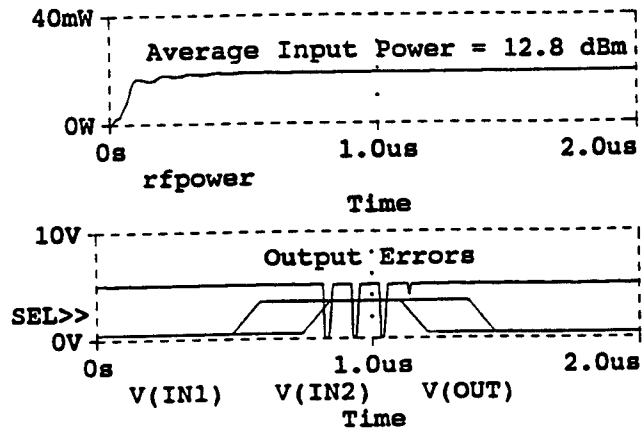 40mW
Average Input Power = 12.8 dBm
0W
0s 1.0us 2.0us
rfpower
Time
10V
Output Errors
SEL>>
0V
0s 1.0us 2.0us
V(IN1) V(IN2) V(OUT)
Time